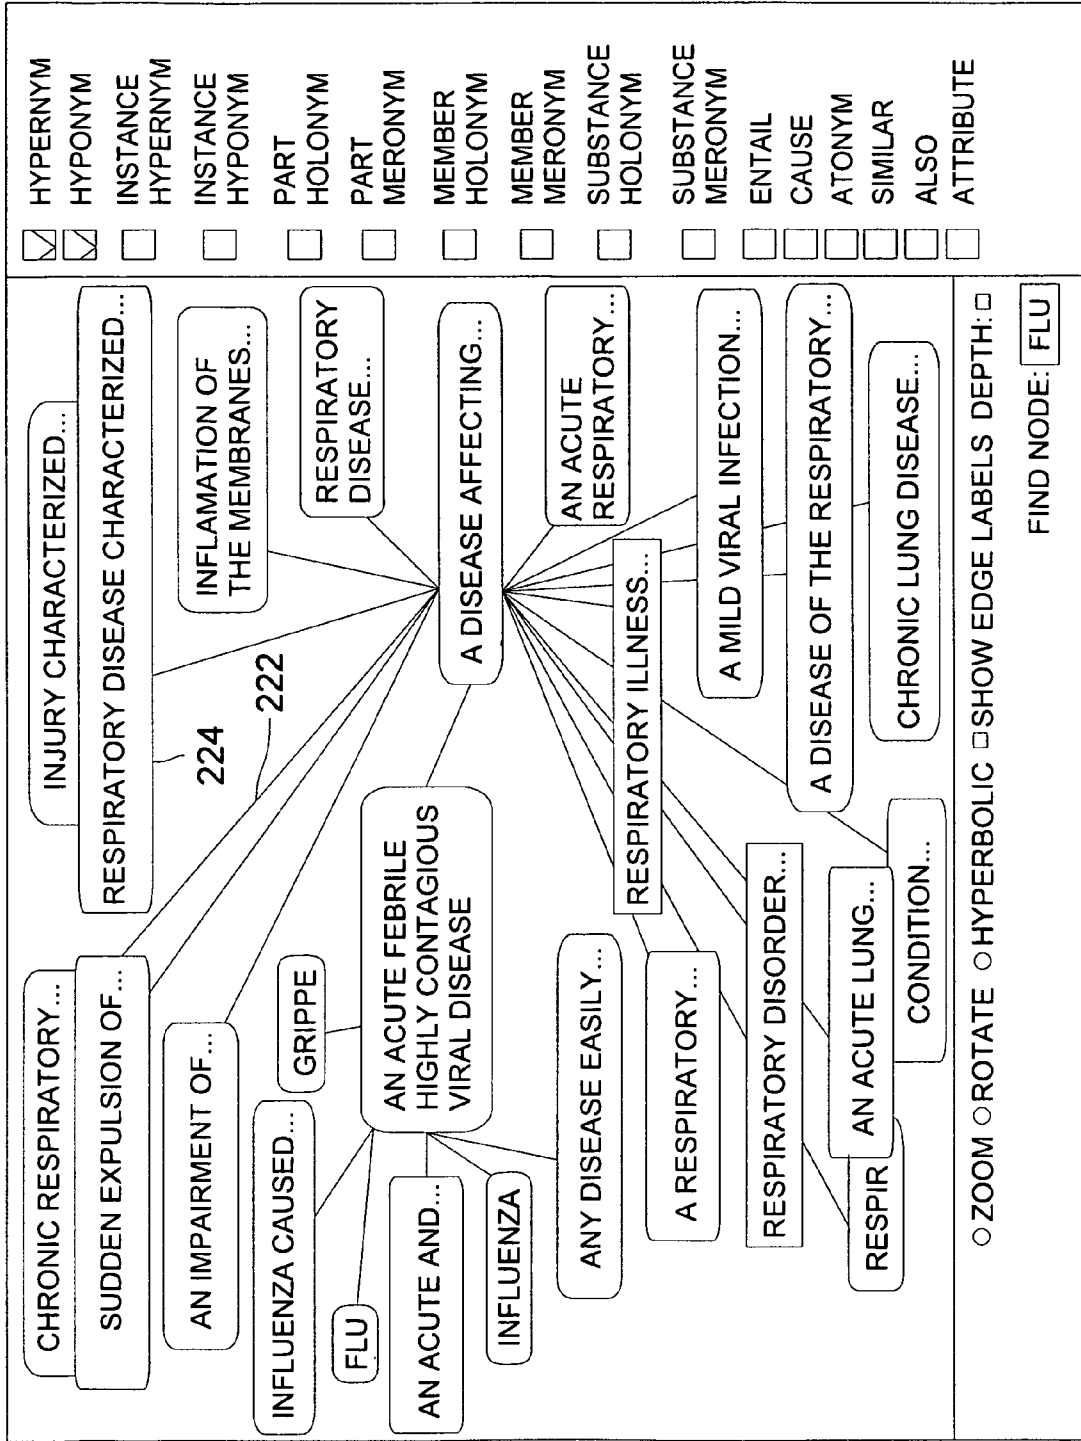 CHRONIC RESPIRATORY...
SUDDEN EXPULSION OF...
INJURY CHARACTERIZED...
RESPIRATORY DISEASE CHARACTERIZED...
224
222
AN IMPAIRMENT OF...
INFLAMATION OF
THE MEMBRANES...
GRIPPE
RESPIRATORY
DISEASE...
INFLUENZA CAUSED...
FLU
AN ACUTE FEBRILE
HIGHLY CONTAGIOUS
VIRAL DISEASE
A DISEASE AFFECTING...
AN ACUTE AND...
INFLUENZA
AN ACUTE
RESPIRATORY...
ANY DISEASE EASILY...
RESPIRATORY ILLNESS...
A RESPIRATORY...
A MILD VIRAL INFECTION...
RESPIRATORY DISORDER...
A DISEASE OF THE RESPIRATORY...
AN ACUTE LUNG...
RESPIR
CONDITION...
CHRONIC LUNG DISEASE...
HYPERNYM
HYPONYM
INSTANCE
HYPERNYM
INSTANCE
HYPONYM
PART
HOLONYM
PART
MERONYM
MEMBER
HOLONYM
MEMBER
MERONYM
SUBSTANCE
HOLONYM
SUBSTANCE
MERONYM
ENTAIL
CAUSE
ATONYM
SIMILAR
ALSO
ATTRIBUTE
ZOOM ROTATE HYPERBOLIC SHOW EDGE LABELS DEPTH:
FIND NODE: FLU